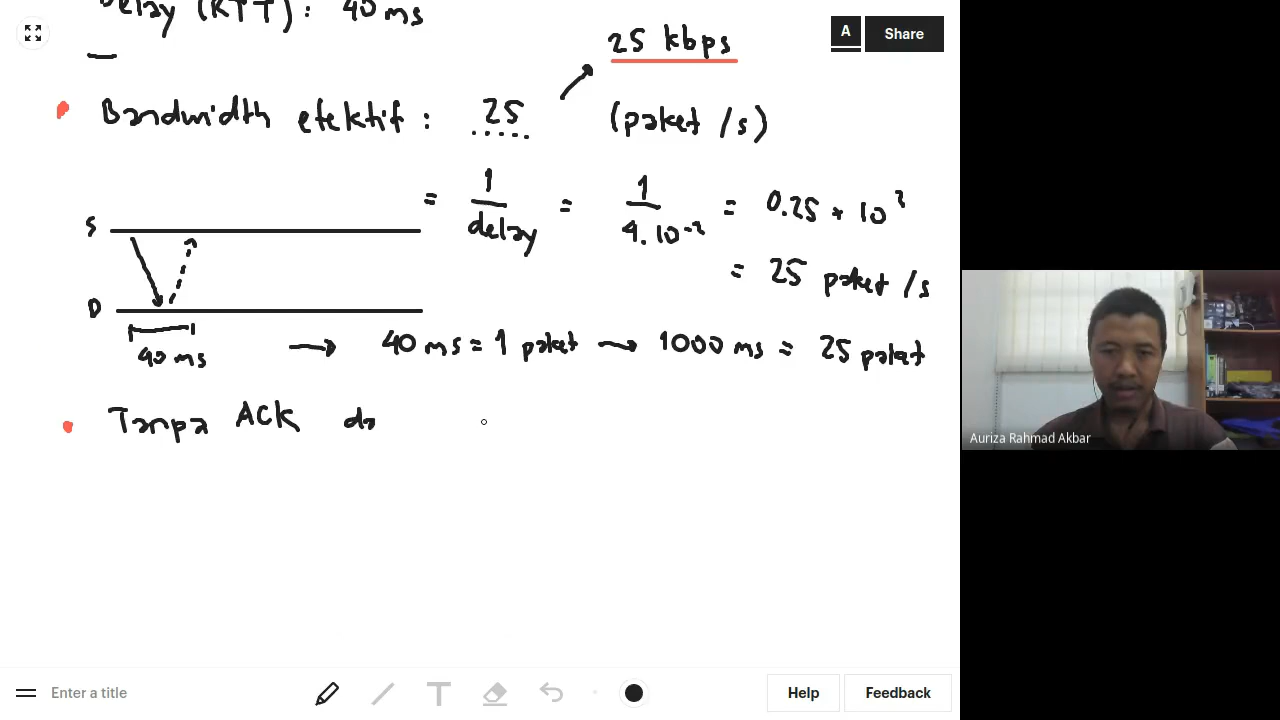 Delay (RTT) : 40 ms
25 kbps
A Share
Bandwidth efektif : 25 (paket /s)
= 1/delay = 1/4.10⁻² = 0.25 * 10²
= 25 paket /s
S
D
40 ms
→ 40 ms = 1 paket → 1000 ms = 25 paket
Tanpa ACK da
Auriza Rahmad Akbar
Enter a title
T
Help Feedback